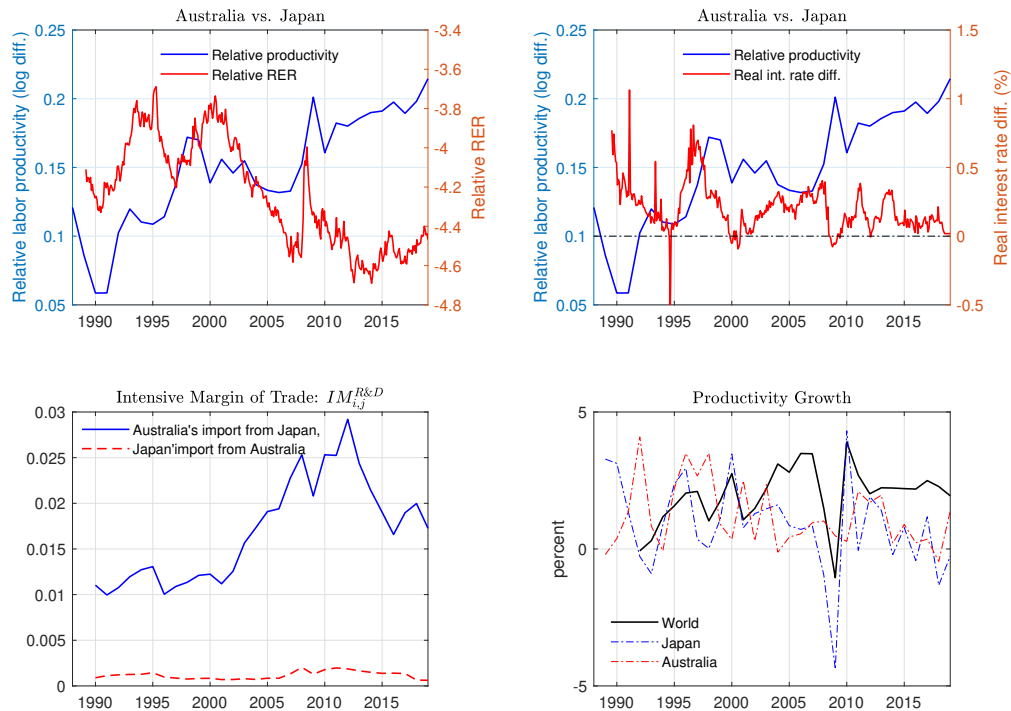 Australia vs. Japan
Relative labor productivity (log diff.)
0.25
0.2
0.15
0.1
0.05
Relative productivity
Relative RER
-3.4
-3.6
-3.8
-4
-4.2
-4.4
-4.6
-4.8
Relative RER
1990 1995 2000 2005 2010 2015
Australia vs. Japan
Relative labor productivity (log diff.)
0.25
0.2
0.15
0.1
0.05
Relative productivity
Real int. rate diff.
1.5
1
0.5
0
-0.5
Real interest rate diff. (%)
1990 1995 2000 2005 2010 2015
Intensive Margin of Trade: $IM_{i,j}^{R\&D}$
0.03
0.025
0.02
0.015
0.01
0.005
0
Australia's import from Japan,
Japan'import from Australia
1990 1995 2000 2005 2010 2015
Productivity Growth
percent
5
0
-5
World
Japan
Australia
1990 1995 2000 2005 2010 2015